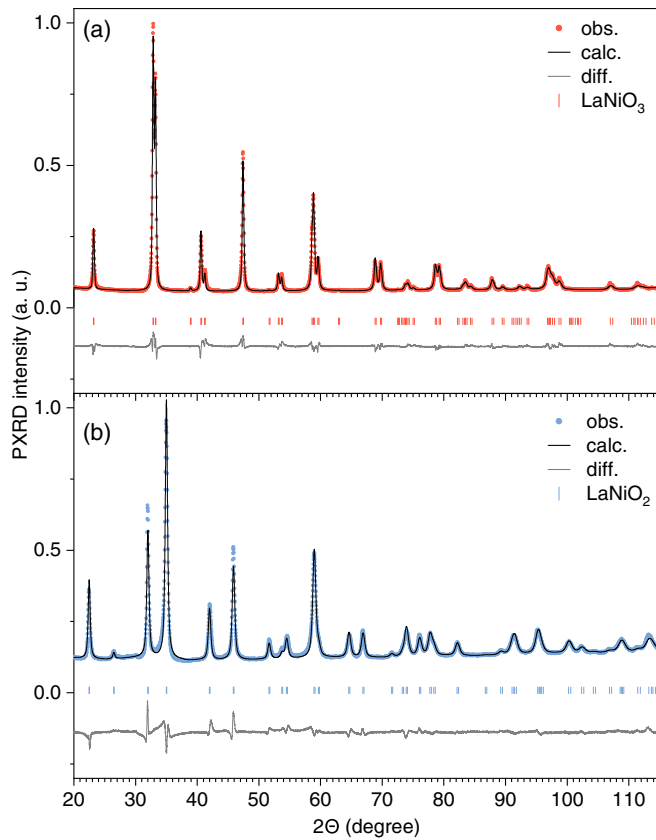 (a)
obs.
calc.
diff.
LaNiO₃
1.0
0.5
0.0
PXRD intensity (a. u.)
(b)
obs.
calc.
diff.
LaNiO₂
1.0
0.5
0.0
20 30 40 50 60 70 80 90 100 110
2Θ (degree)